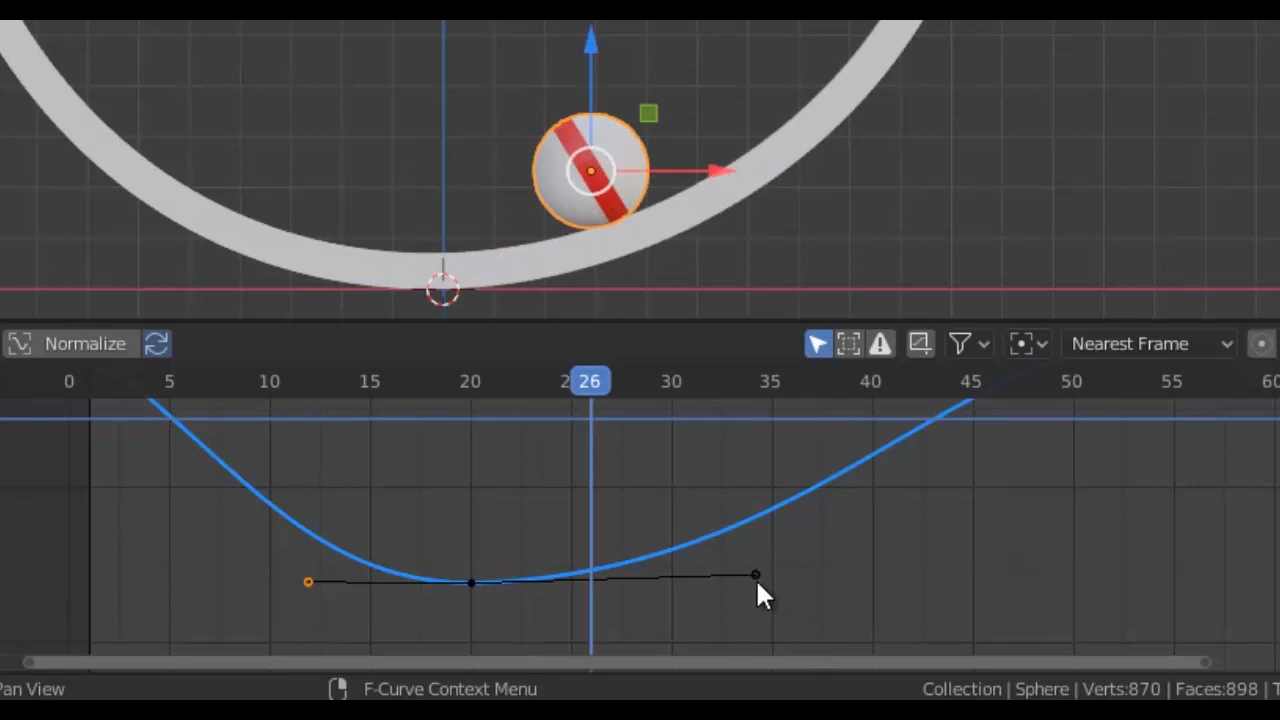 Normalize Nearest Frame
0 5 10 15 20 2 26 30 35 40 45 50 55 60
Pan View F-Curve Context Menu Collection | Sphere | Verts:870 | Faces:898 | T